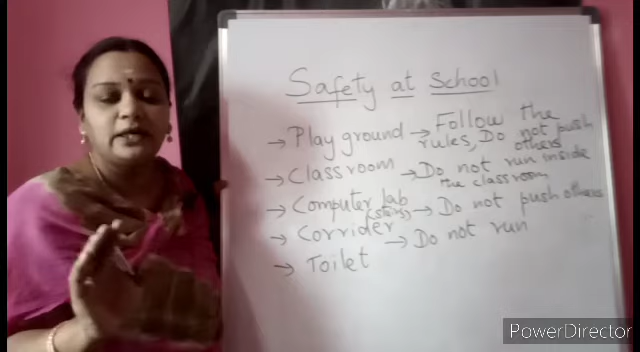 Safety at School
→ Play ground → Follow the
rules, Do not push
others
→ Classroom → Do not run inside
the classroom
→ Computer lab
(stairs) → Do not push others
→ Corrider → Do not run
→ Toilet
PowerDirector